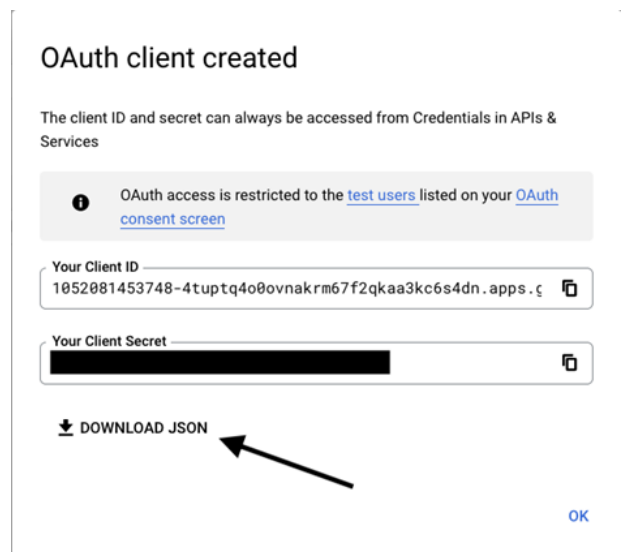 OAuth client created
The client ID and secret can always be accessed from Credentials in APIs &
Services
OAuth access is restricted to the test users listed on your OAuth
consent screen
Your Client ID
1052081453748-4tuptq4o0ovnakrm67f2qkaa3kc6s4dn.apps.g
Your Client Secret
DOWNLOAD JSON
OK